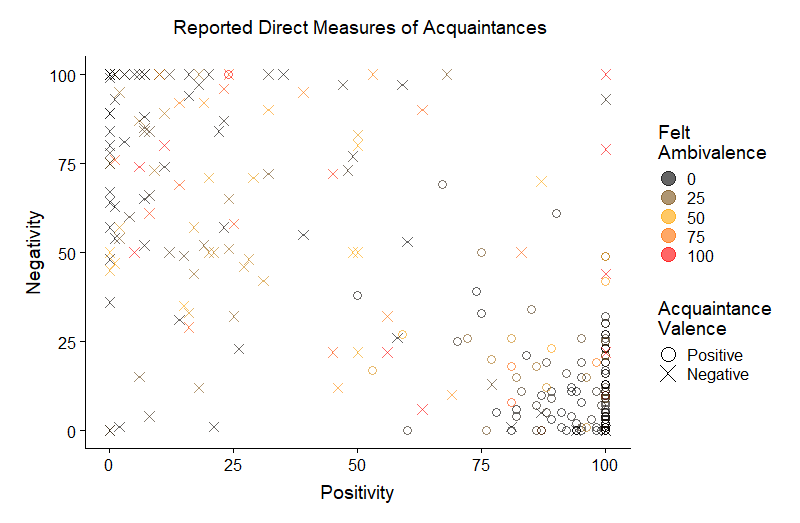 Reported Direct Measures of Acquaintances
100
75
50
25
0
Negativity
0
25
50
75
100
Positivity
Felt
Ambivalence
0
25
50
75
100
Acquaintance
Valence
Positive
Negative